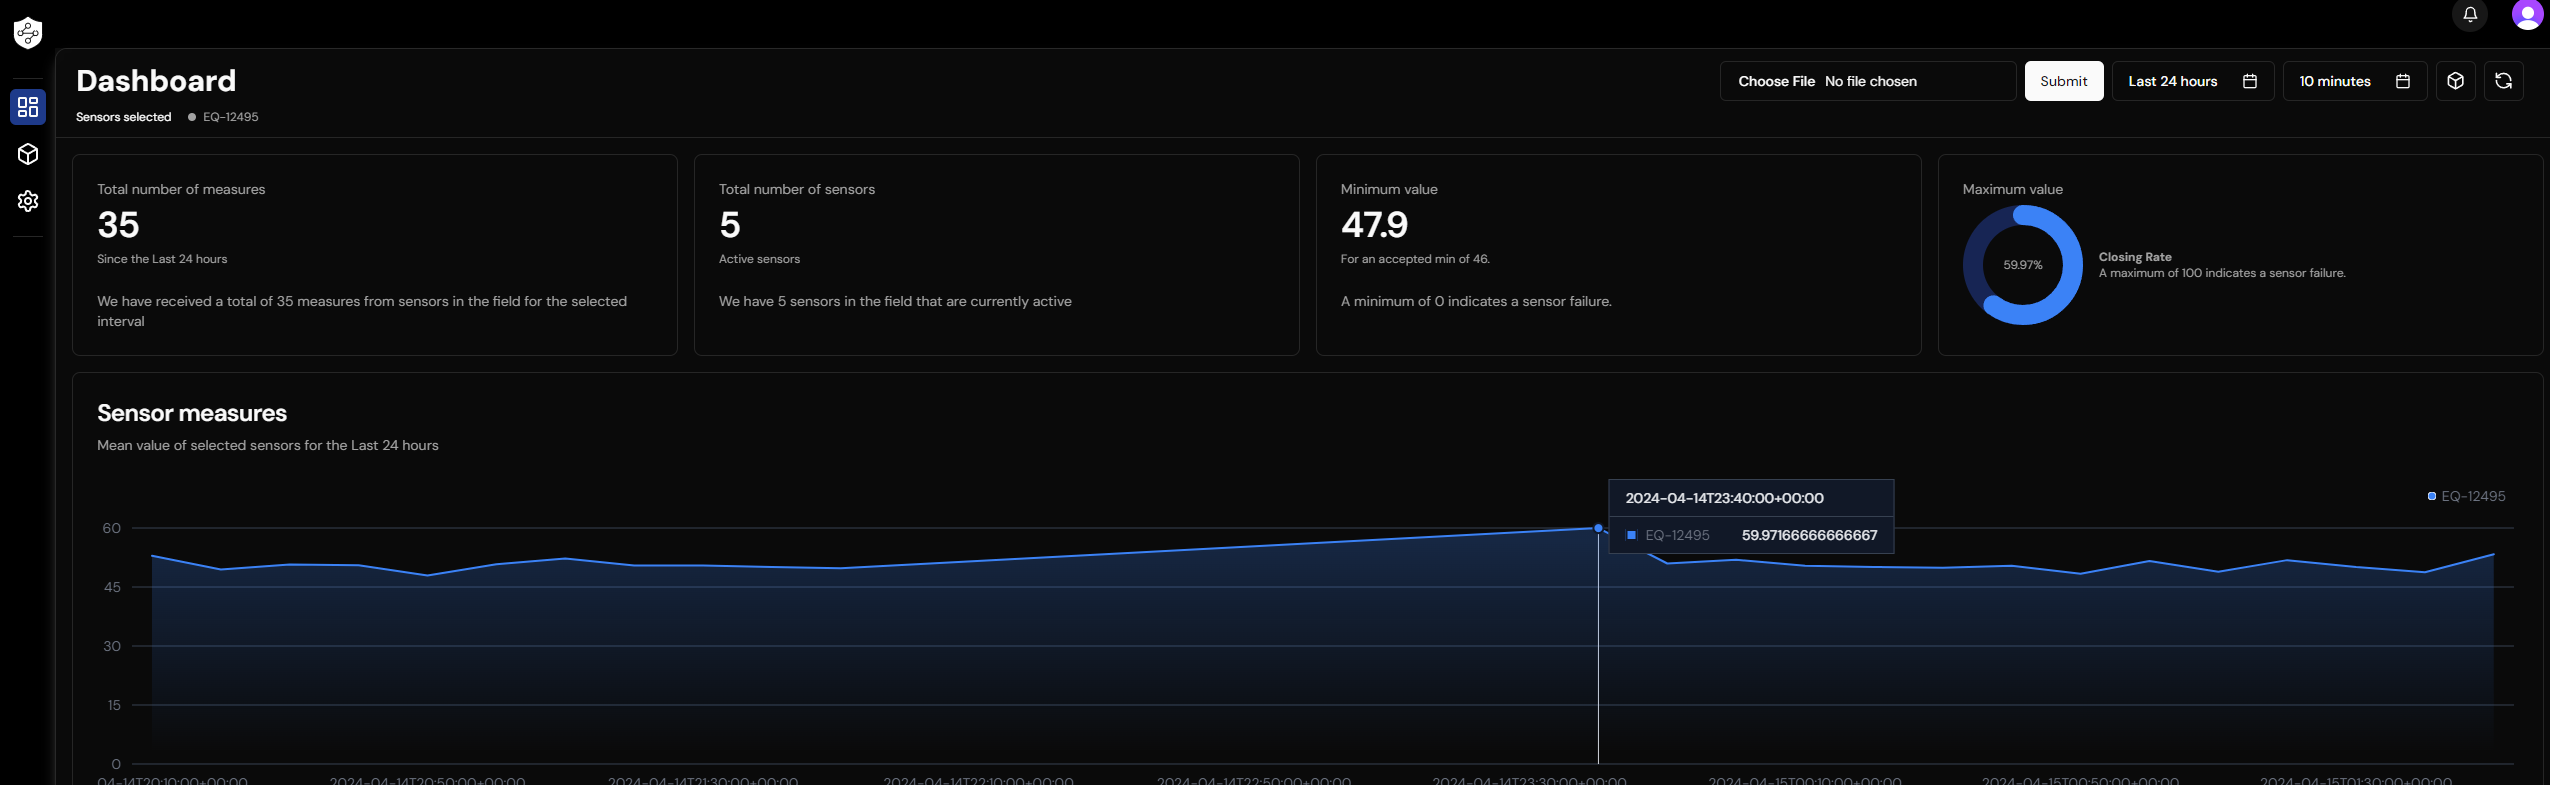 Dashboard
Choose File No file chosen
Submit
Last 24 hours
10 minutes
Sensors selected EQ-12495
Total number of measures
35
Since the Last 24 hours
We have received a total of 35 measures from sensors in the field for the selected
interval
Total number of sensors
5
Active sensors
We have 5 sensors in the field that are currently active
Minimum value
47.9
For an accepted min of 46.
A minimum of 0 indicates a sensor failure.
Maximum value
59.97%
Closing Rate
A maximum of 100 indicates a sensor failure.
Sensor measures
Mean value of selected sensors for the Last 24 hours
EQ-12495
2024-04-14T23:40:00+00:00
EQ-12495 59.97166666666667
60
45
30
15
0
04-14T20:10:00+00:00
2024-04-14T20:50:00+00:00
2024-04-14T21:30:00+00:00
2024-04-14T22:10:00+00:00
2024-04-14T22:50:00+00:00
2024-04-14T23:30:00+00:00
2024-04-15T00:10:00+00:00
2024-04-15T00:50:00+00:00
2024-04-15T01:30:00+00:00